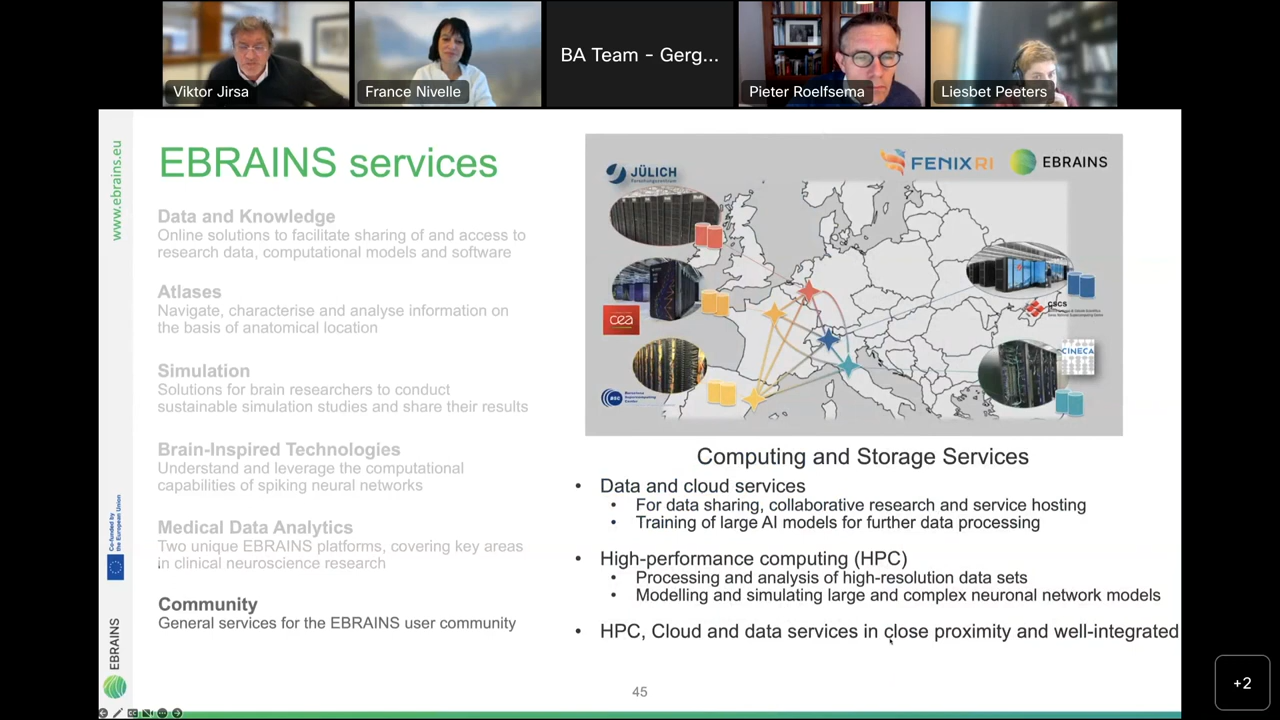 Viktor Jirsa
France Nivelle
BA Team - Gerg...
Pieter Roelfsema
Liesbet Peeters
www.ebrains.eu
Co-funded by
the European Union
EBRAINS
EBRAINS services
Data and Knowledge
Online solutions to facilitate sharing of and access to
research data, computational models and software
Atlases
Navigate, characterise and analyse information on
the basis of anatomical location
Simulation
Solutions for brain researchers to conduct
sustainable simulation studies and share their results
Brain-Inspired Technologies
Understand and leverage the computational
capabilities of spiking neural networks
Medical Data Analytics
Two unique EBRAINS platforms, covering key areas
in clinical neuroscience research
Community
General services for the EBRAINS user community
JÜLICH
Forschungszentrum
FENIX RI
EBRAINS
cea
CSCS
CINECA
BSC
Barcelona
Supercomputing
Center
Computing and Storage Services
• Data and cloud services
• For data sharing, collaborative research and service hosting
• Training of large AI models for further data processing
• High-performance computing (HPC)
• Processing and analysis of high-resolution data sets
• Modelling and simulating large and complex neuronal network models
• HPC, Cloud and data services in close proximity and well-integrated
45
+2